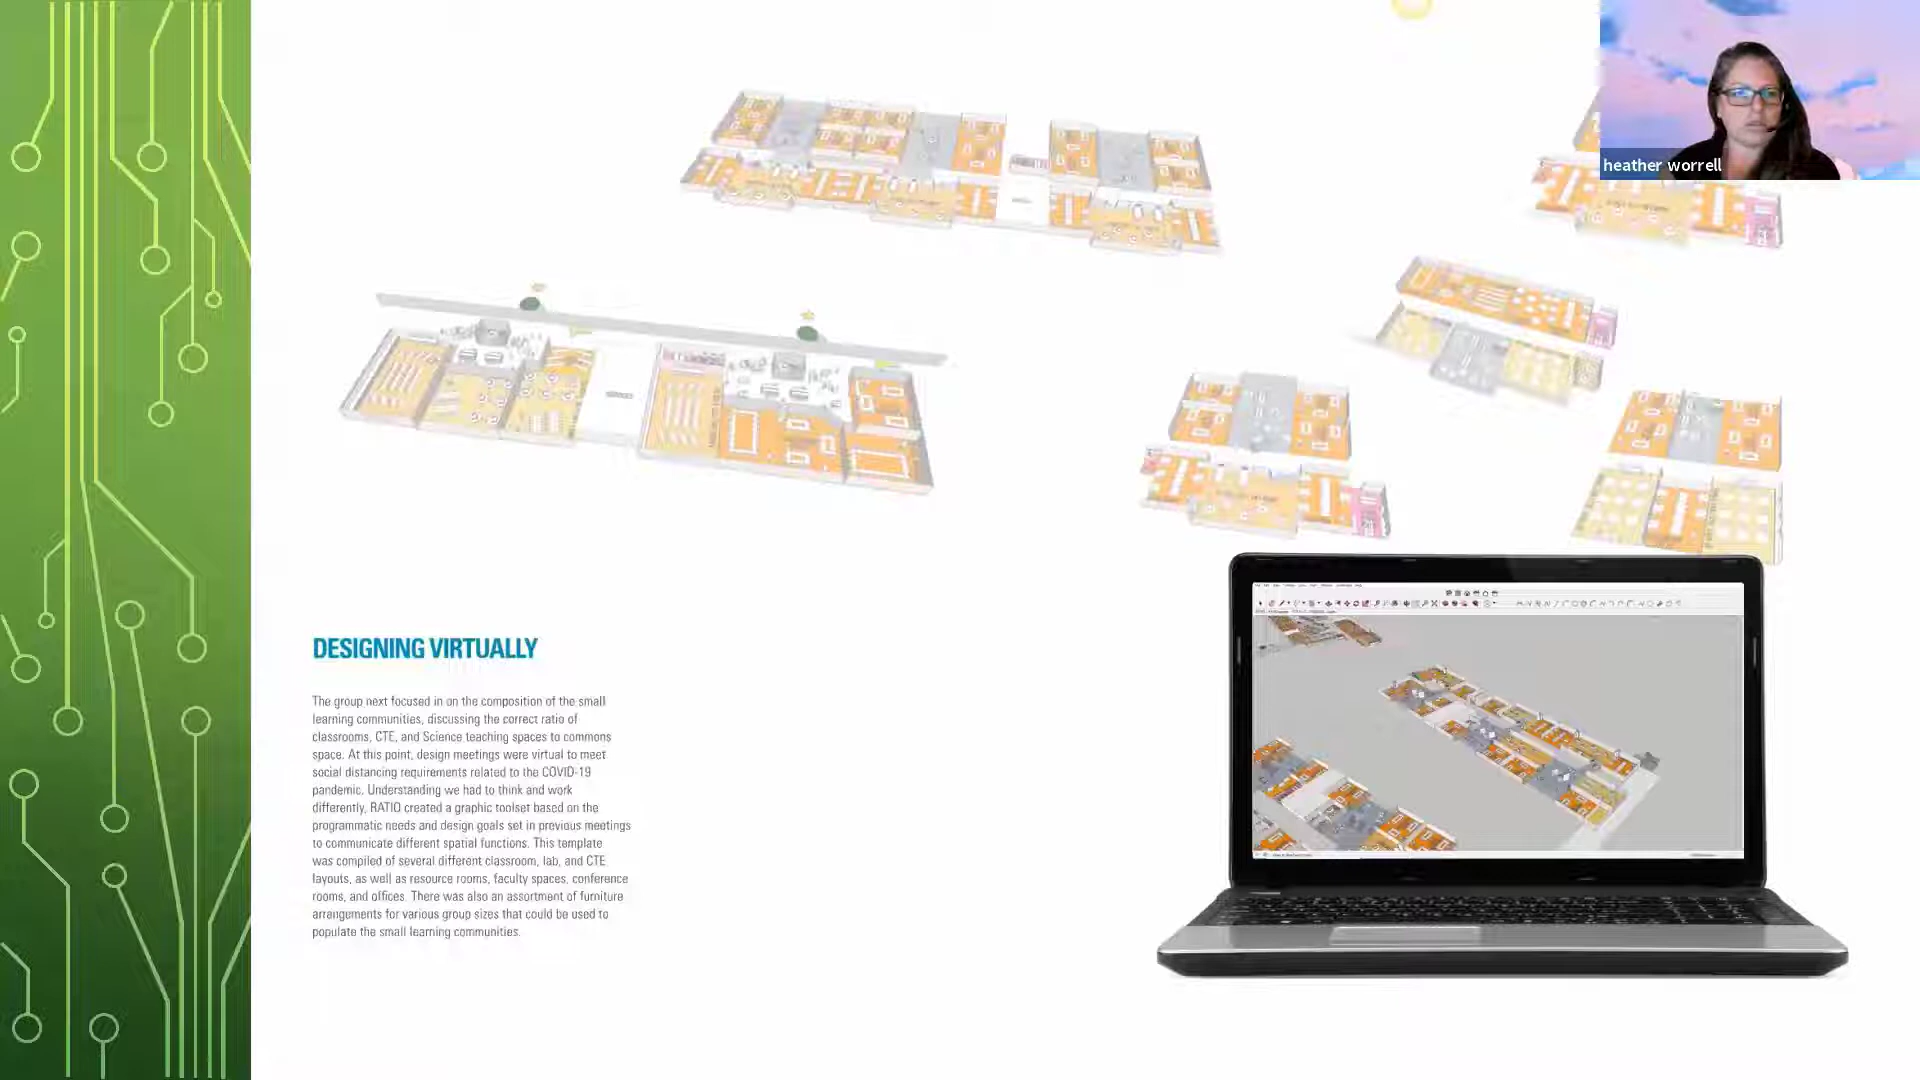 heather worrell
DESIGNING VIRTUALLY
The group next focused in on the composition of the small
learning communities, discussing the correct ratio of
classrooms, CTE, and Science teaching spaces to commons
space. At this point, design meetings were virtual to meet
social distancing requirements related to the COVID-19
pandemic. Understanding we had to think and work
differently, RATIO created a graphic toolset based on the
programmatic needs and design goals set in previous meetings
to communicate different spatial functions. This template
was compiled of several different classroom, lab, and CTE
layouts, as well as resource rooms, faculty spaces, conference
rooms, and offices. There was also an assortment of furniture
arrangements for various group sizes that could be used to
populate the small learning communities.